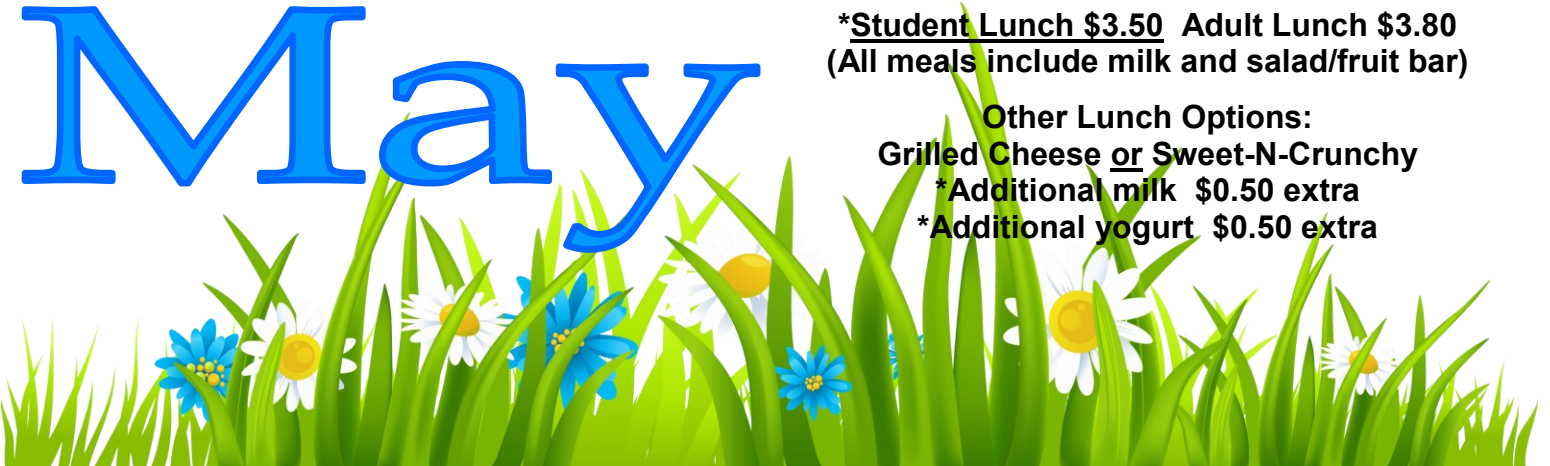 May
*Student Lunch $3.50 Adult Lunch $3.80
(All meals include milk and salad/fruit bar)
Other Lunch Options:
Grilled Cheese or Sweet-N-Crunchy
*Additional milk $0.50 extra
*Additional yogurt $0.50 extra